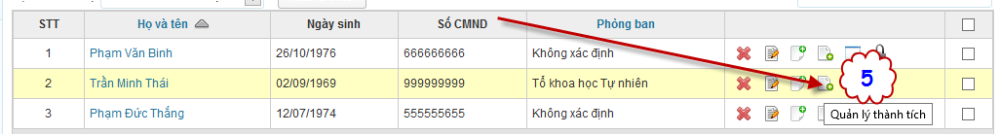 STT Họ và tên Ngày sinh Số CMND Phòng ban
1 Phạm Văn Binh 26/10/1976 666666666 Không xác định
2 Trần Minh Thái 02/09/1969 999999999 Tổ khoa học Tự nhiên
5
3 Phạm Đức Thắng 12/07/1974 555555655 Không xác định
Quản lý thành tích